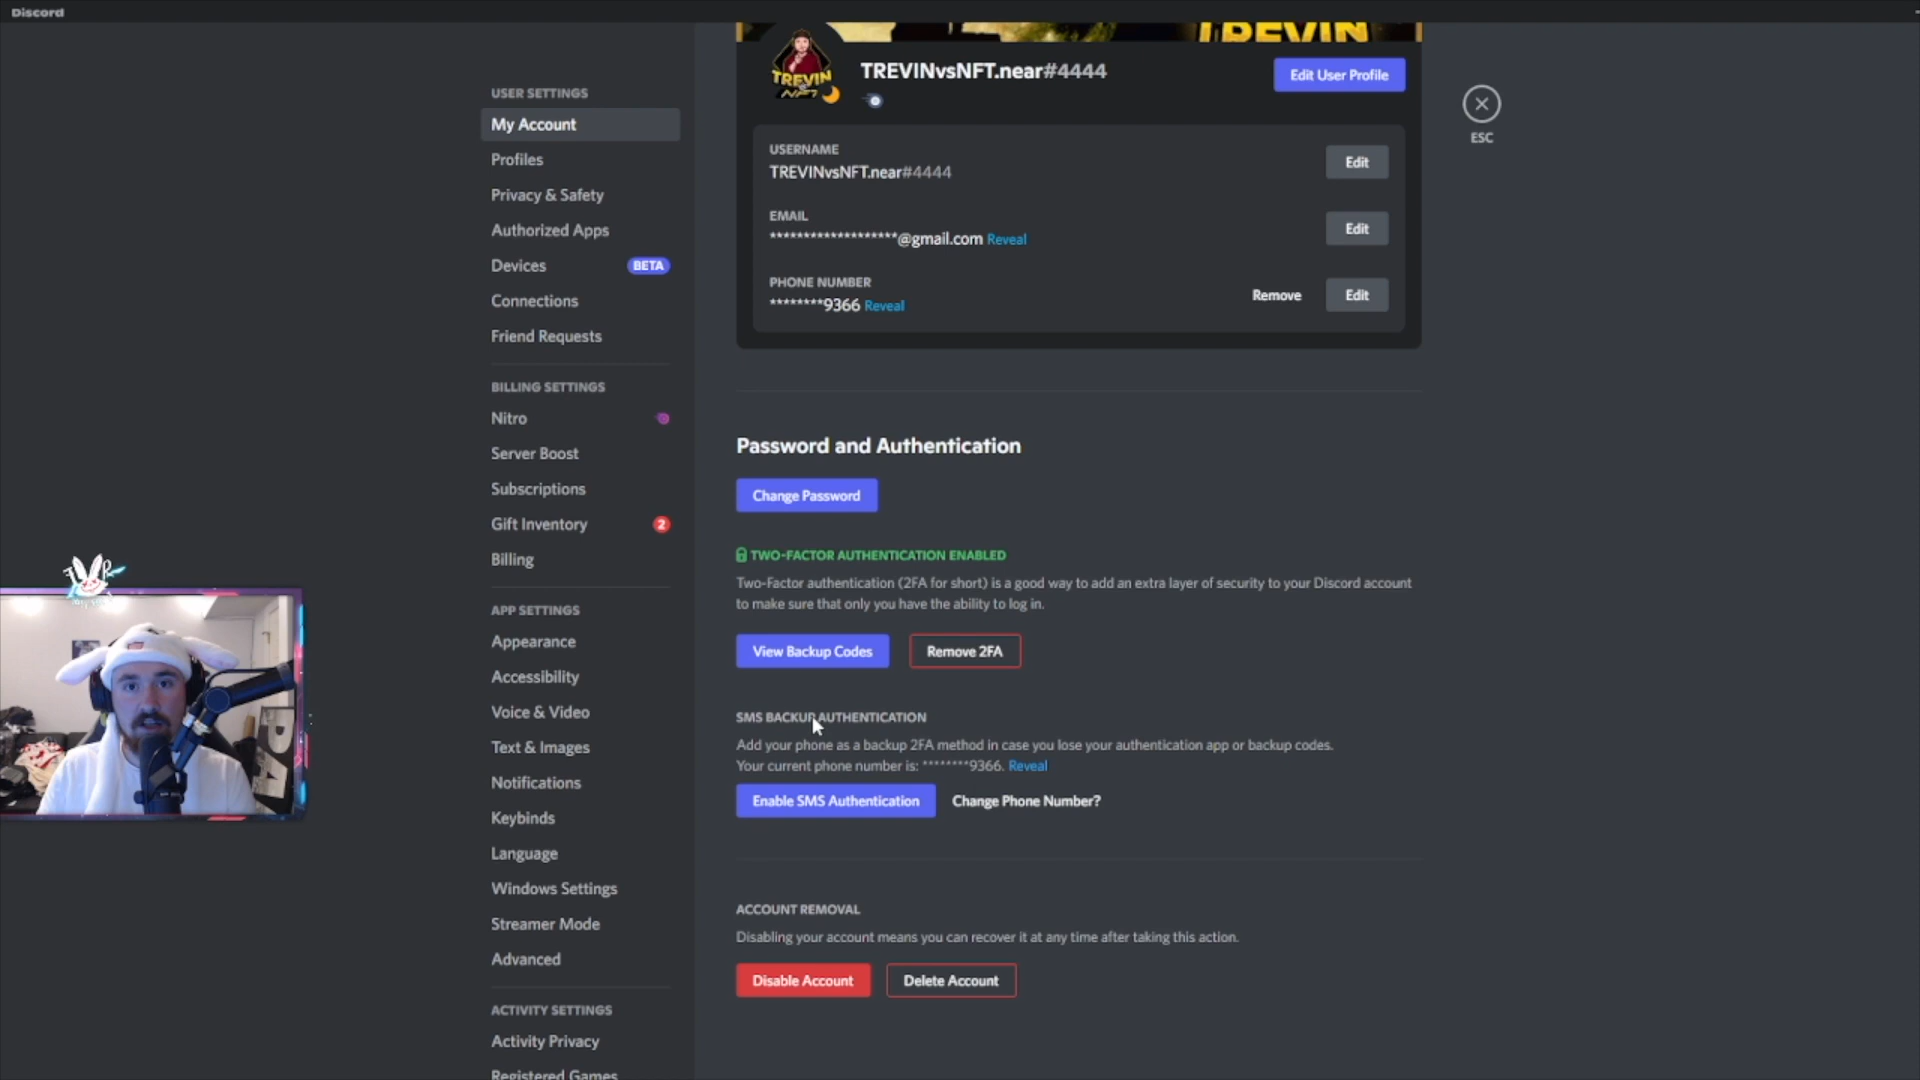 Discord
USER SETTINGS
My Account
Profiles
Privacy & Safety
Authorized Apps
Devices BETA
Connections
Friend Requests
BILLING SETTINGS
Nitro
Server Boost
Subscriptions
Gift Inventory 2
Billing
APP SETTINGS
Appearance
Accessibility
Voice & Video
Text & Images
Notifications
Keybinds
Language
Windows Settings
Streamer Mode
Advanced
ACTIVITY SETTINGS
Activity Privacy
Registered Games
TREVIN
TREVIN
NFT
TREVINvsNFT.near#4444
Edit User Profile
USERNAME
TREVINvsNFT.near#4444
Edit
EMAIL
*******************@gmail.com Reveal
Edit
PHONE NUMBER
********9366 Reveal
Remove
Edit
ESC
Password and Authentication
Change Password
TWO-FACTOR AUTHENTICATION ENABLED
Two-Factor authentication (2FA for short) is a good way to add an extra layer of security to your Discord account
to make sure that only you have the ability to log in.
View Backup Codes
Remove 2FA
SMS BACKUP AUTHENTICATION
Add your phone as a backup 2FA method in case you lose your authentication app or backup codes.
Your current phone number is: ********9366. Reveal
Enable SMS Authentication
Change Phone Number?
ACCOUNT REMOVAL
Disabling your account means you can recover it at any time after taking this action.
Disable Account
Delete Account